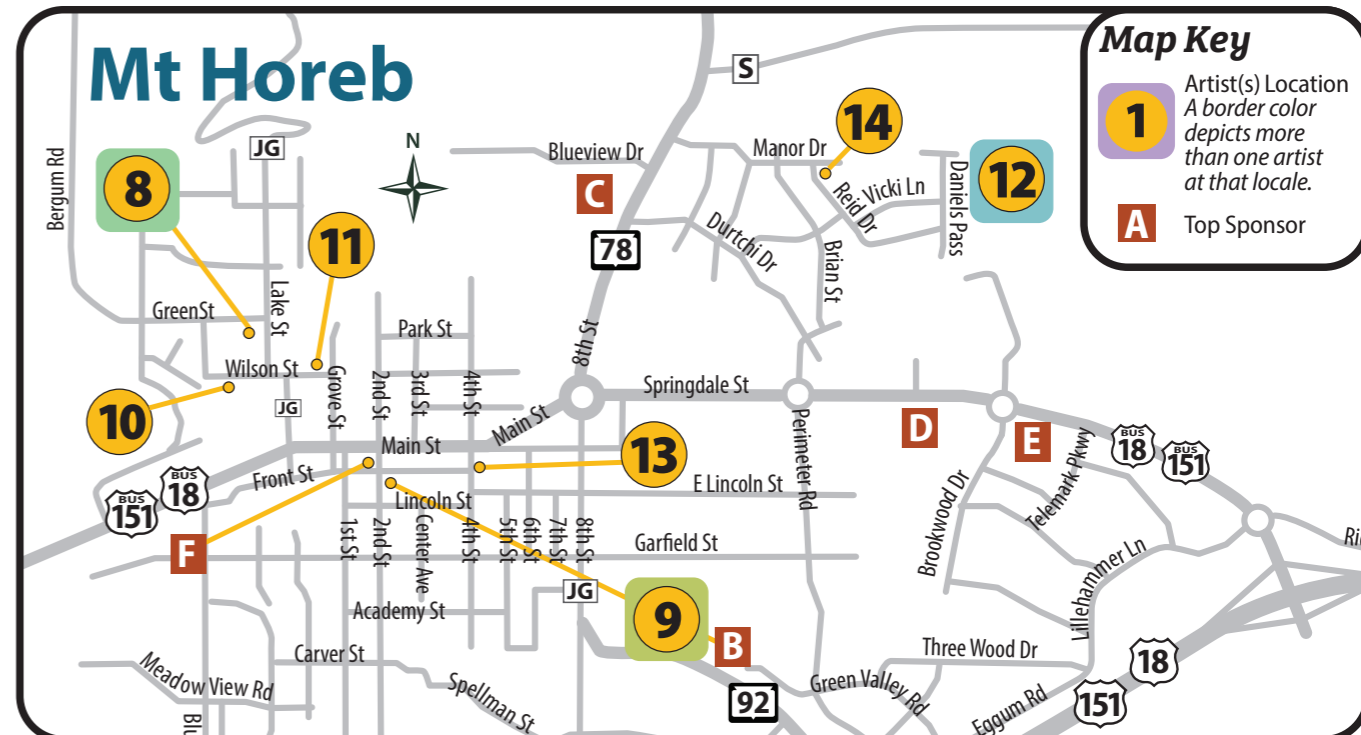 Mt Horeb
Map Key
1
Artist(s) Location
A border color
depicts more
than one artist
at that locale.
A
Top Sponsor
S
JG
N
Bergum Rd
8
11
Blueview Dr
C
78
Manor Dr
14
12
Vicki Ln
Reid Dr
Daniels Pass
Durtchi Dr
Brian St
GreenSt
Lake St
Park St
8th St
Wilson St
Grove St
2nd St
3rd St
4th St
Springdale St
JG
10
Main St
Main St
13
Perimeter Rd
D
E
Telemark Pkwy
BUS
18
BUS
151
BUS
18
BUS
151
Front St
Lincoln St
E Lincoln St
Brookwood Dr
F
1st St
2nd St
Center Ave
4th St
5th St
6th St
7th St
8th St
Garfield St
Lillehammer Ln
JG
Academy St
9
B
Carver St
Meadow View Rd
Spellman St
92
Green Valley Rd
Three Wood Dr
Eggum Rd
18
151